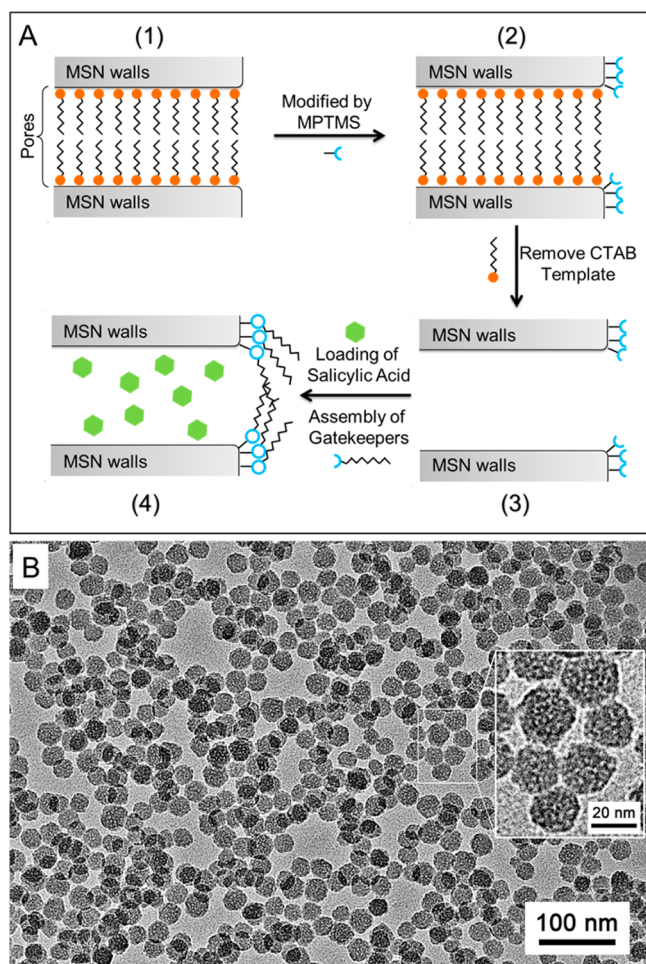 A
(1)
(2)
MSN walls
MSN walls
Pores
Modified by
MPTMS
MSN walls
MSN walls
Remove CTAB
Template
MSN walls
MSN walls
Loading of
Salicylic Acid
Assembly of
Gatekeepers
MSN walls
MSN walls
(4)
(3)
B
20 nm
100 nm